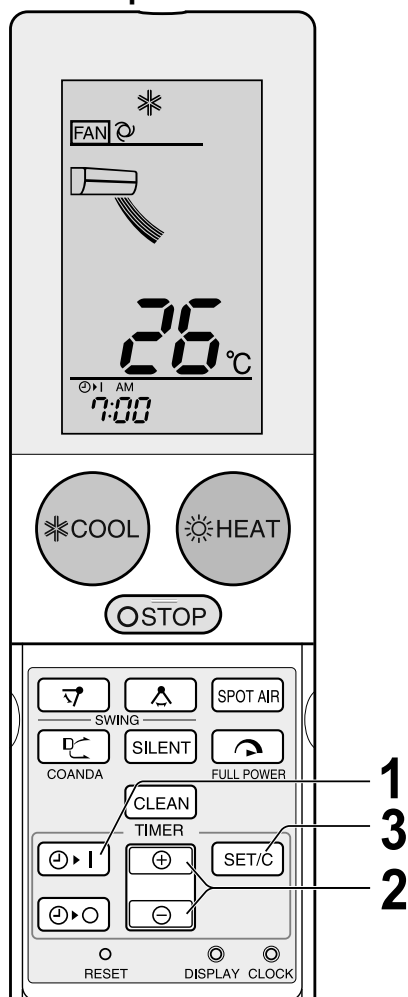 FAN
26°C
AM
7:00
COOL
HEAT
STOP
SPOT AIR
SWING
SILENT
COANDA
FULL POWER
CLEAN
TIMER
1
SET/C
3
2
RESET
DISPLAY
CLOCK